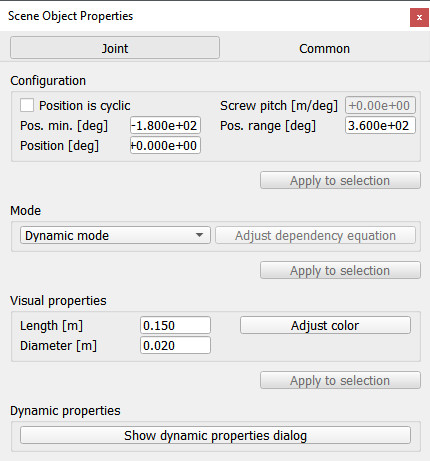 Scene Object Properties
x
Joint
Common
Configuration
Position is cyclic
Screw pitch [m/deg] +0.00e+00
Pos. min. [deg] -1.800e+02 Pos. range [deg] 3.600e+02
Position [deg] +0.000e+00
Apply to selection
Mode
Dynamic mode Adjust dependency equation
Apply to selection
Visual properties
Length [m] 0.150 Adjust color
Diameter [m] 0.020
Apply to selection
Dynamic properties
Show dynamic properties dialog